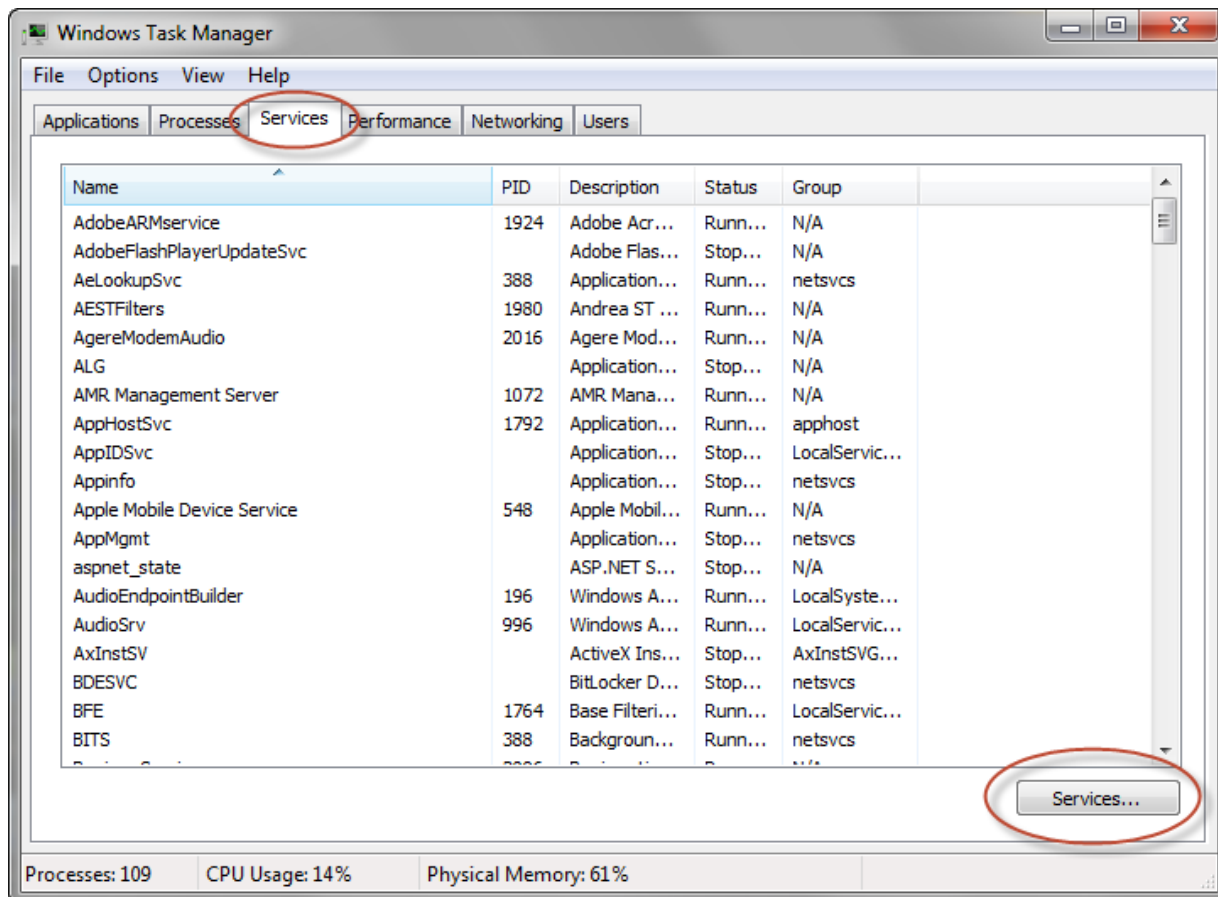 Windows Task Manager
File Options View Help
Applications Processes Services Performance Networking Users
Name PID Description Status Group
AdobeARMservice 1924 Adobe Acr... Runn... N/A
AdobeFlashPlayerUpdateSvc Adobe Flas... Stop... N/A
AeLookupSvc 388 Application... Runn... netsvcs
AESTFilters 1980 Andrea ST ... Runn... N/A
AgereModemAudio 2016 Agere Mod... Runn... N/A
ALG Application... Stop... N/A
AMR Management Server 1072 AMR Mana... Runn... N/A
AppHostSvc 1792 Application... Runn... apphost
AppIDSvc Application... Stop... LocalServic...
Appinfo Application... Stop... netsvcs
Apple Mobile Device Service 548 Apple Mobil... Runn... N/A
AppMgmt Application... Stop... netsvcs
aspnet_state ASP.NET S... Stop... N/A
AudioEndpointBuilder 196 Windows A... Runn... LocalSyste...
AudioSrv 996 Windows A... Runn... LocalServic...
AxInstSV ActiveX Ins... Stop... AxInstSVG...
BDESVC BitLocker D... Stop... netsvcs
BFE 1764 Base Filteri... Runn... LocalServic...
BITS 388 Backgroun... Runn... netsvcs
Services...
Processes: 109 CPU Usage: 14% Physical Memory: 61%